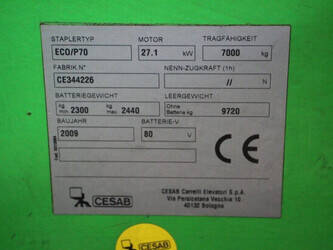 STAPLERTYP MOTOR TRAGFÄHIGKEIT
ECO/P70 27.1 kW 7000 kg
FABRIK N° NENN-ZUGKRAFT (1h)
CE344226 // N
BATTERIEGEWICHT LEERGEWICHT
kg min. 2300 kg max. 2440 Ohne Batterie kg 9720
BAUJAHR BATTERIE-V
2009 80 V
CE
CESAB
CESAB Carrelli Elevatori S.p.A.
Via Persicetana Vecchia 10
40132 Bologna